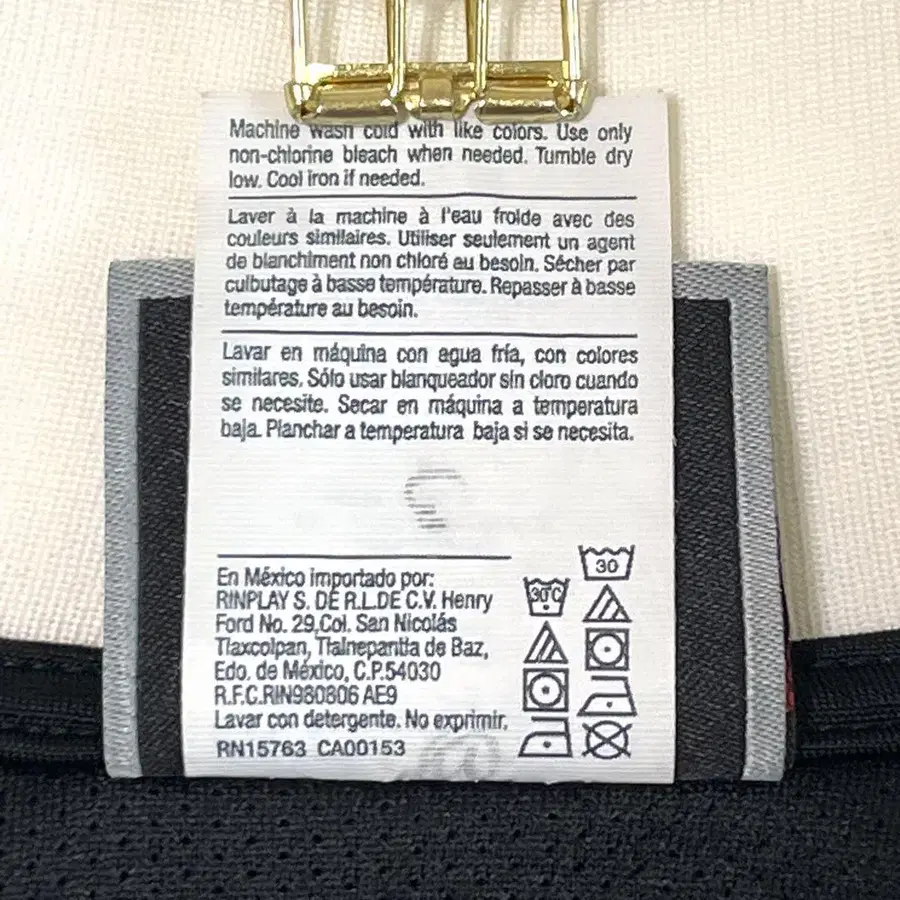 Machine wash cold with like colors. Use only
non-chlorine bleach when needed. Tumble dry
low. Cool iron if needed.
Laver à la machine à l'eau froide avec des
couleurs similaires. Utiliser seulement un agent
de blanchiment non chloré au besoin. Sécher par
culbutage à basse température. Repasser à basse
température au besoin.
Lavar en máquina con agua fría, con colores
similares. Sólo usar blanqueador sin cloro cuando
se necesite. Secar en máquina a temperatura
baja. Planchar a temperatura baja si se necesita.
En México importado por:
RINPLAY S. DE R.L.DE C.V. Henry
Ford No. 29,Col. San Nicolás
Tlaxcolpan, Tlalnepantla de Baz,
Edo. de México, C.P.54030
R.F.C.RIN980806 AE9
Lavar con detergente. No exprimir.
RN15763 CA00153
30
30°C